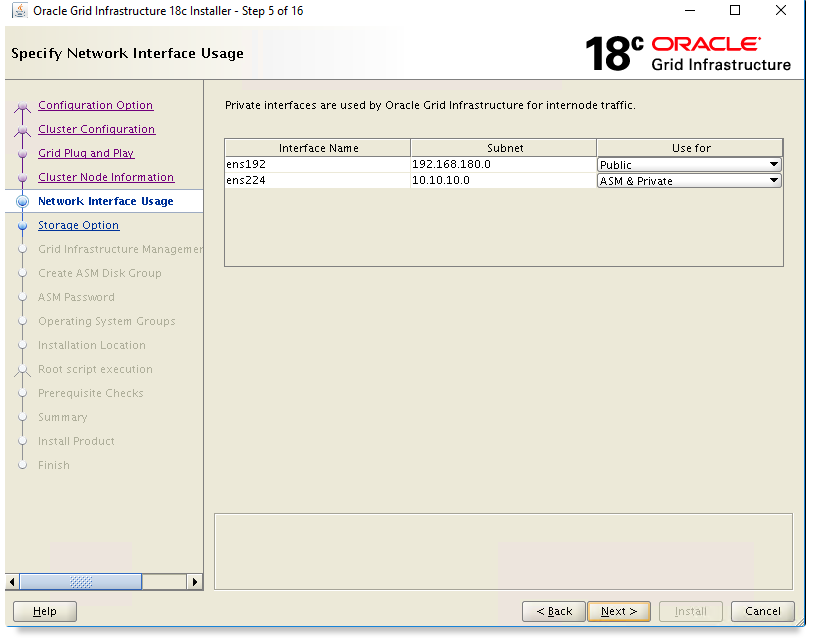 Oracle Grid Infrastructure 18c Installer - Step 5 of 16
Specify Network Interface Usage
18c ORACLE
Grid Infrastructure
Configuration Option
Cluster Configuration
Grid Plug and Play
Cluster Node Information
Network Interface Usage
Storage Option
Grid Infrastructure Managemen
Create ASM Disk Group
ASM Password
Operating System Groups
Installation Location
Root script execution
Prerequisite Checks
Summary
Install Product
Finish
Private interfaces are used by Oracle Grid Infrastructure for internode traffic.
Interface Name Subnet Use for
ens192 192.168.180.0 Public
ens224 10.10.10.0 ASM & Private
Help < Back Next > Install Cancel